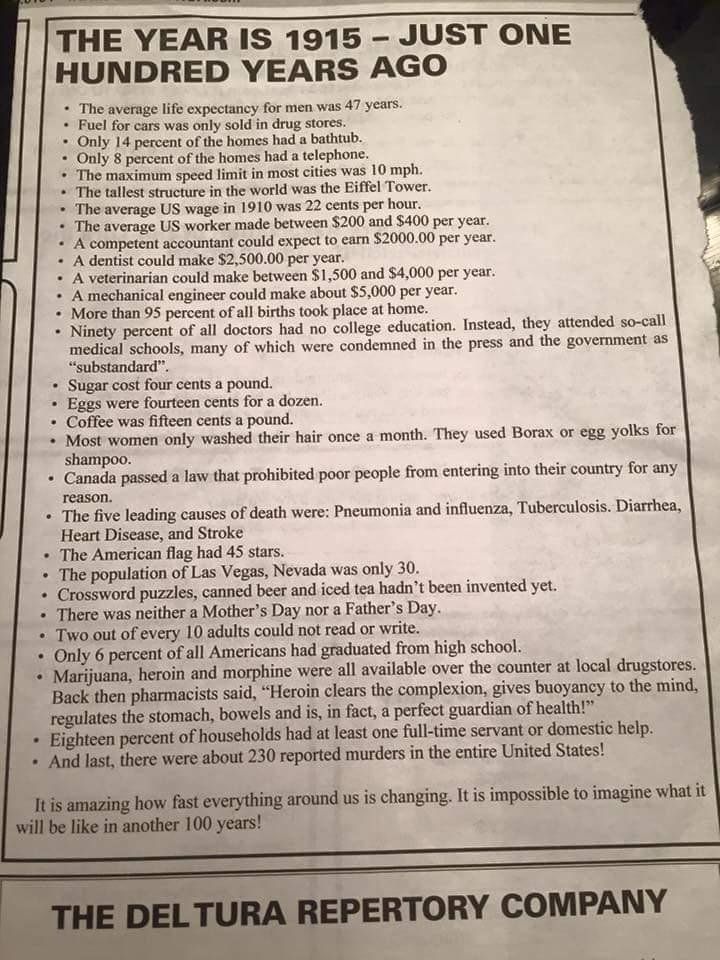 THE YEAR IS 1915 – JUST ONE
HUNDRED YEARS AGO
• The average life expectancy for men was 47 years.
• Fuel for cars was only sold in drug stores.
• Only 14 percent of the homes had a bathtub.
• Only 8 percent of the homes had a telephone.
• The maximum speed limit in most cities was 10 mph.
• The tallest structure in the world was the Eiffel Tower.
• The average US wage in 1910 was 22 cents per hour.
• The average US worker made between $200 and $400 per year.
• A competent accountant could expect to earn $2000.00 per year.
• A dentist could make $2,500.00 per year.
• A veterinarian could make between $1,500 and $4,000 per year.
• A mechanical engineer could make about $5,000 per year.
• More than 95 percent of all births took place at home.
• Ninety percent of all doctors had no college education. Instead, they attended so-call
medical schools, many of which were condemned in the press and the government as
“substandard”.
• Sugar cost four cents a pound.
• Eggs were fourteen cents for a dozen.
• Coffee was fifteen cents a pound.
• Most women only washed their hair once a month. They used Borax or egg yolks for
shampoo.
• Canada passed a law that prohibited poor people from entering into their country for any
reason.
• The five leading causes of death were: Pneumonia and influenza, Tuberculosis. Diarrhea,
Heart Disease, and Stroke
• The American flag had 45 stars.
• The population of Las Vegas, Nevada was only 30.
• Crossword puzzles, canned beer and iced tea hadn’t been invented yet.
• There was neither a Mother’s Day nor a Father’s Day.
• Two out of every 10 adults could not read or write.
• Only 6 percent of all Americans had graduated from high school.
• Marijuana, heroin and morphine were all available over the counter at local drugstores.
Back then pharmacists said, “Heroin clears the complexion, gives buoyancy to the mind,
regulates the stomach, bowels and is, in fact, a perfect guardian of health!”
• Eighteen percent of households had at least one full-time servant or domestic help.
• And last, there were about 230 reported murders in the entire United States!
It is amazing how fast everything around us is changing. It is impossible to imagine what it
will be like in another 100 years!
THE DEL TURA REPERTORY COMPANY